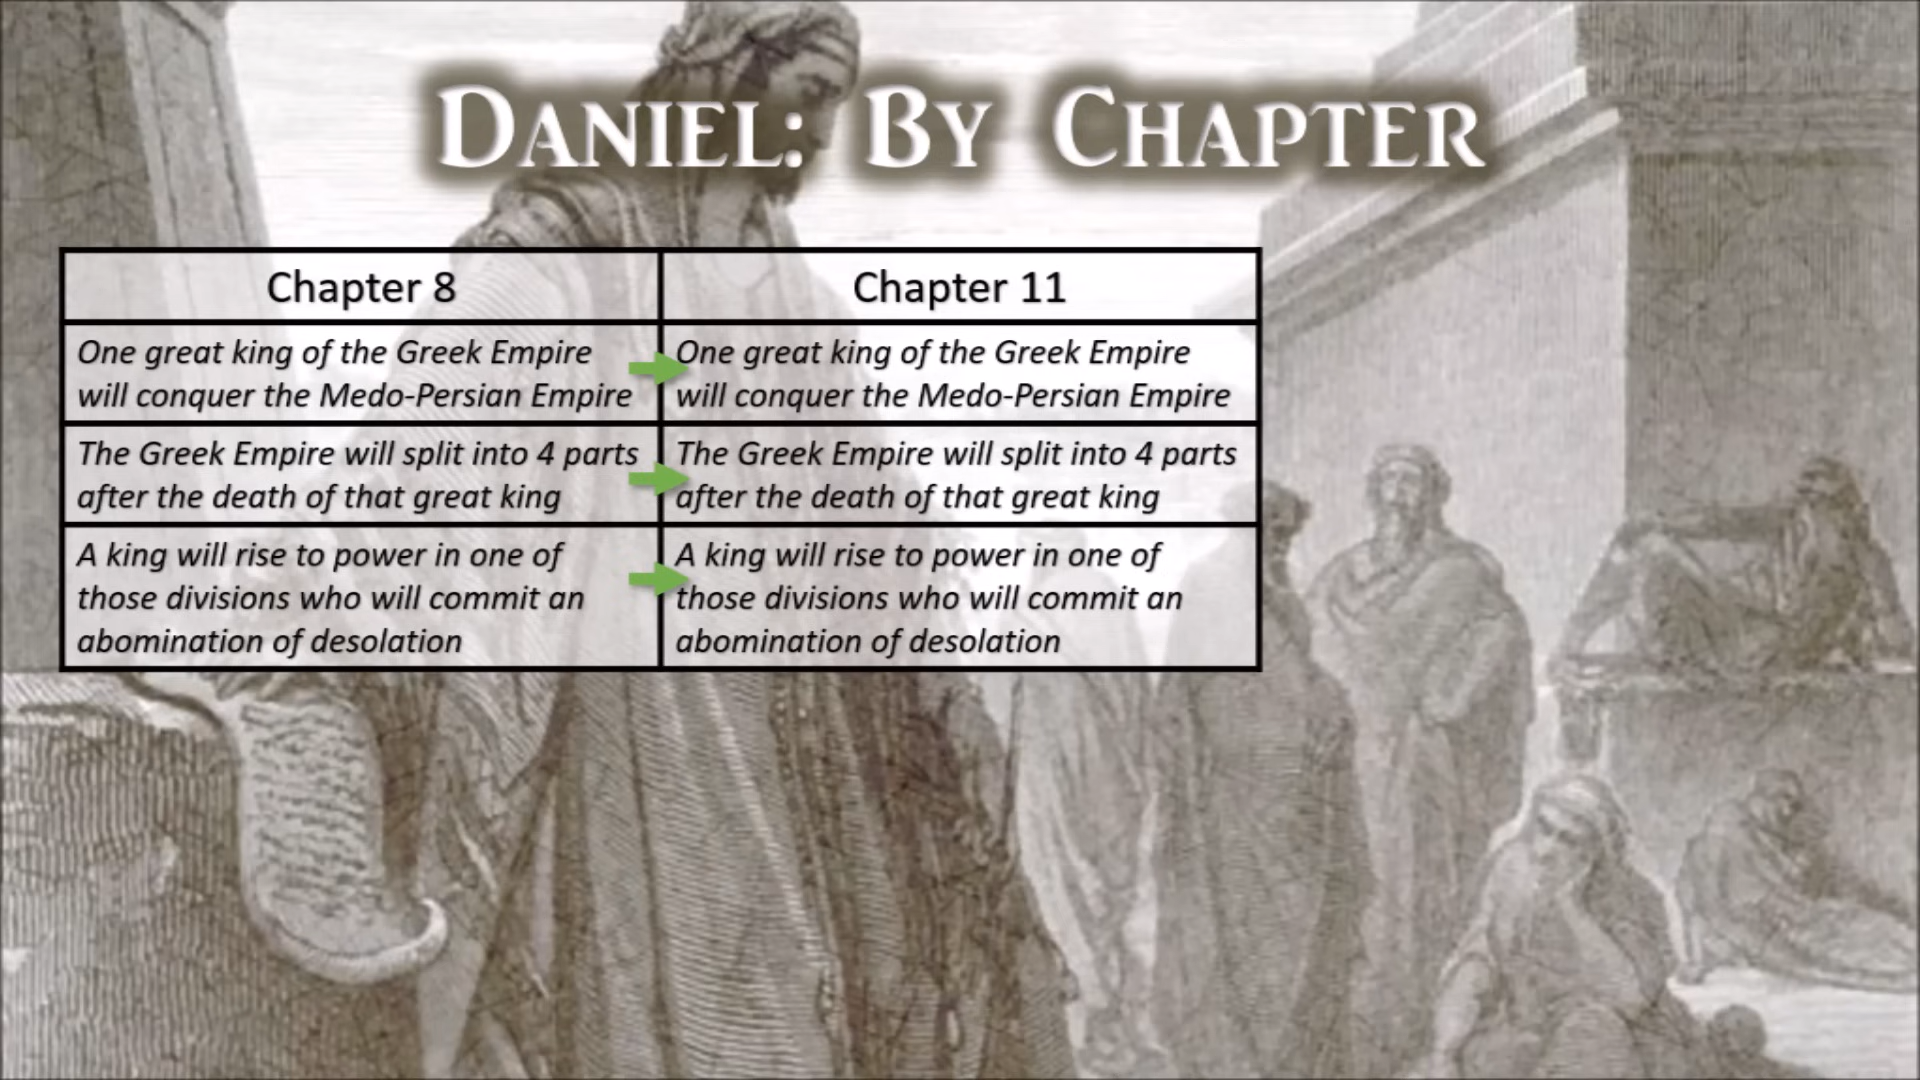 DANIEL: BY CHAPTER
Chapter 8
Chapter 11
One great king of the Greek Empire
will conquer the Medo-Persian Empire
One great king of the Greek Empire
will conquer the Medo-Persian Empire
The Greek Empire will split into 4 parts
after the death of that great king
The Greek Empire will split into 4 parts
after the death of that great king
A king will rise to power in one of
those divisions who will commit an
abomination of desolation
A king will rise to power in one of
those divisions who will commit an
abomination of desolation